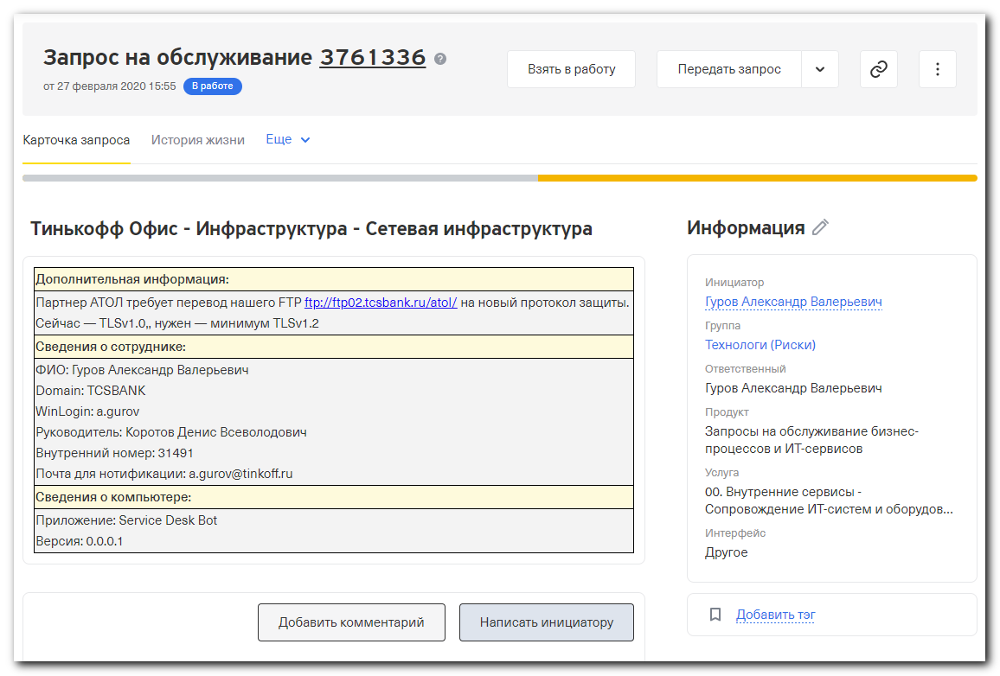 Запрос на обслуживание 3761336 ?
от 27 февраля 2020 15:55 В работе
Взять в работу
Передать запрос
Карточка запроса
История жизни
Еще
Тинькофф Офис - Инфраструктура - Сетевая инфраструктура
Дополнительная информация:
Партнер АТОЛ требует перевод нашего FTP ftp://ftp02.tcsbank.ru/atol/ на новый протокол защиты.
Сейчас — TLSv1.0,, нужен — минимум TLSv1.2
Сведения о сотруднике:
ФИО: Гуров Александр Валерьевич
Domain: TCSBANK
WinLogin: a.gurov
Руководитель: Коротов Денис Всеволодович
Внутренний номер: 31491
Почта для нотификации: a.gurov@tinkoff.ru
Сведения о компьютере:
Приложение: Service Desk Bot
Версия: 0.0.0.1
Добавить комментарий
Написать инициатору
Информация
Инициатор
Гуров Александр Валерьевич
Группа
Технологи (Риски)
Ответственный
Гуров Александр Валерьевич
Продукт
Запросы на обслуживание бизнес-
процессов и ИТ-сервисов
Услуга
00. Внутренние сервисы -
Сопровождение ИТ-систем и оборудов...
Интерфейс
Другое
Добавить тэг